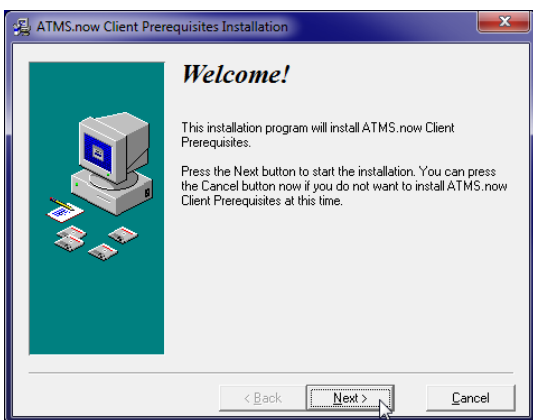 ATMS.now Client Prerequisites Installation
Welcome!
This installation program will install ATMS.now Client
Prerequisites.
Press the Next button to start the installation. You can press
the Cancel button now if you do not want to install ATMS.now
Client Prerequisites at this time.
< Back Next > Cancel